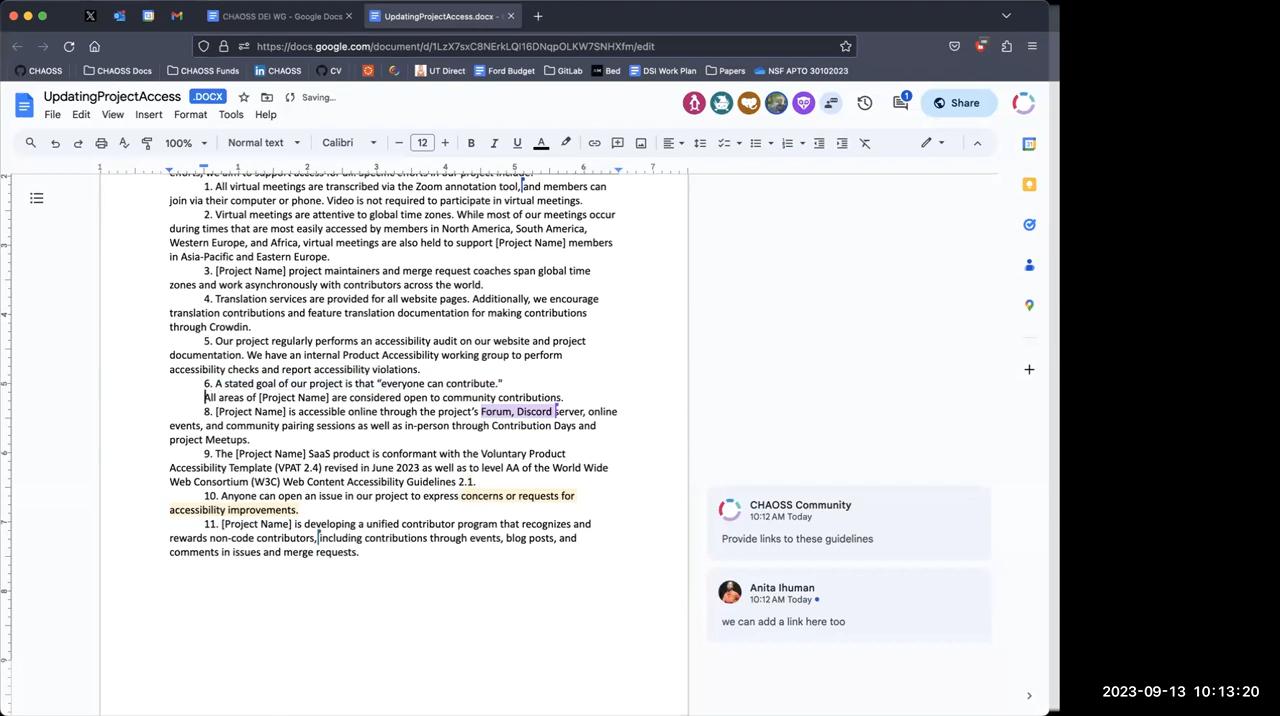 CHAOSS DEI WG - Google Docs
UpdatingProjectAccess.docx -
https://docs.google.com/document/d/1LzX7sxC8NErkLQI16DNqpOLKW7SNHXfm/edit
CHAOSS
CHAOSS Docs
CHAOSS Funds
CHAOSS
CV
UT Direct
Ford Budget
GitLab
Bed
DSI Work Plan
Papers
NSF APTO 30102023
UpdatingProjectAccess
.DOCX
Saving...
File Edit View Insert Format Tools Help
1
Share
100%
Normal text
Calibri
12
1 1 2 3 4 5 6 7
1. All virtual meetings are transcribed via the Zoom annotation tool, and members can
join via their computer or phone. Video is not required to participate in virtual meetings.
2. Virtual meetings are attentive to global time zones. While most of our meetings occur
during times that are most easily accessed by members in North America, South America,
Western Europe, and Africa, virtual meetings are also held to support [Project Name] members
in Asia-Pacific and Eastern Europe.
3. [Project Name] project maintainers and merge request coaches span global time
zones and work asynchronously with contributors across the world.
4. Translation services are provided for all website pages. Additionally, we encourage
translation contributions and feature translation documentation for making contributions
through Crowdin.
5. Our project regularly performs an accessibility audit on our website and project
documentation. We have an internal Product Accessibility working group to perform
accessibility checks and report accessibility violations.
6. A stated goal of our project is that “everyone can contribute.”
All areas of [Project Name] are considered open to community contributions.
8. [Project Name] is accessible online through the project’s Forum, Discord server, online
events, and community pairing sessions as well as in-person through Contribution Days and
project Meetups.
9. The [Project Name] SaaS product is conformant with the Voluntary Product
Accessibility Template (VPAT 2.4) revised in June 2023 as well as to level AA of the World Wide
Web Consortium (W3C) Web Content Accessibility Guidelines 2.1.
10. Anyone can open an issue in our project to express concerns or requests for
accessibility improvements.
11. [Project Name] is developing a unified contributor program that recognizes and
rewards non-code contributors, including contributions through events, blog posts, and
comments in issues and merge requests.
CHAOSS Community
10:12 AM Today
Provide links to these guidelines
Anita Ihuman
10:12 AM Today
we can add a link here too
2023-09-13 10:13:20